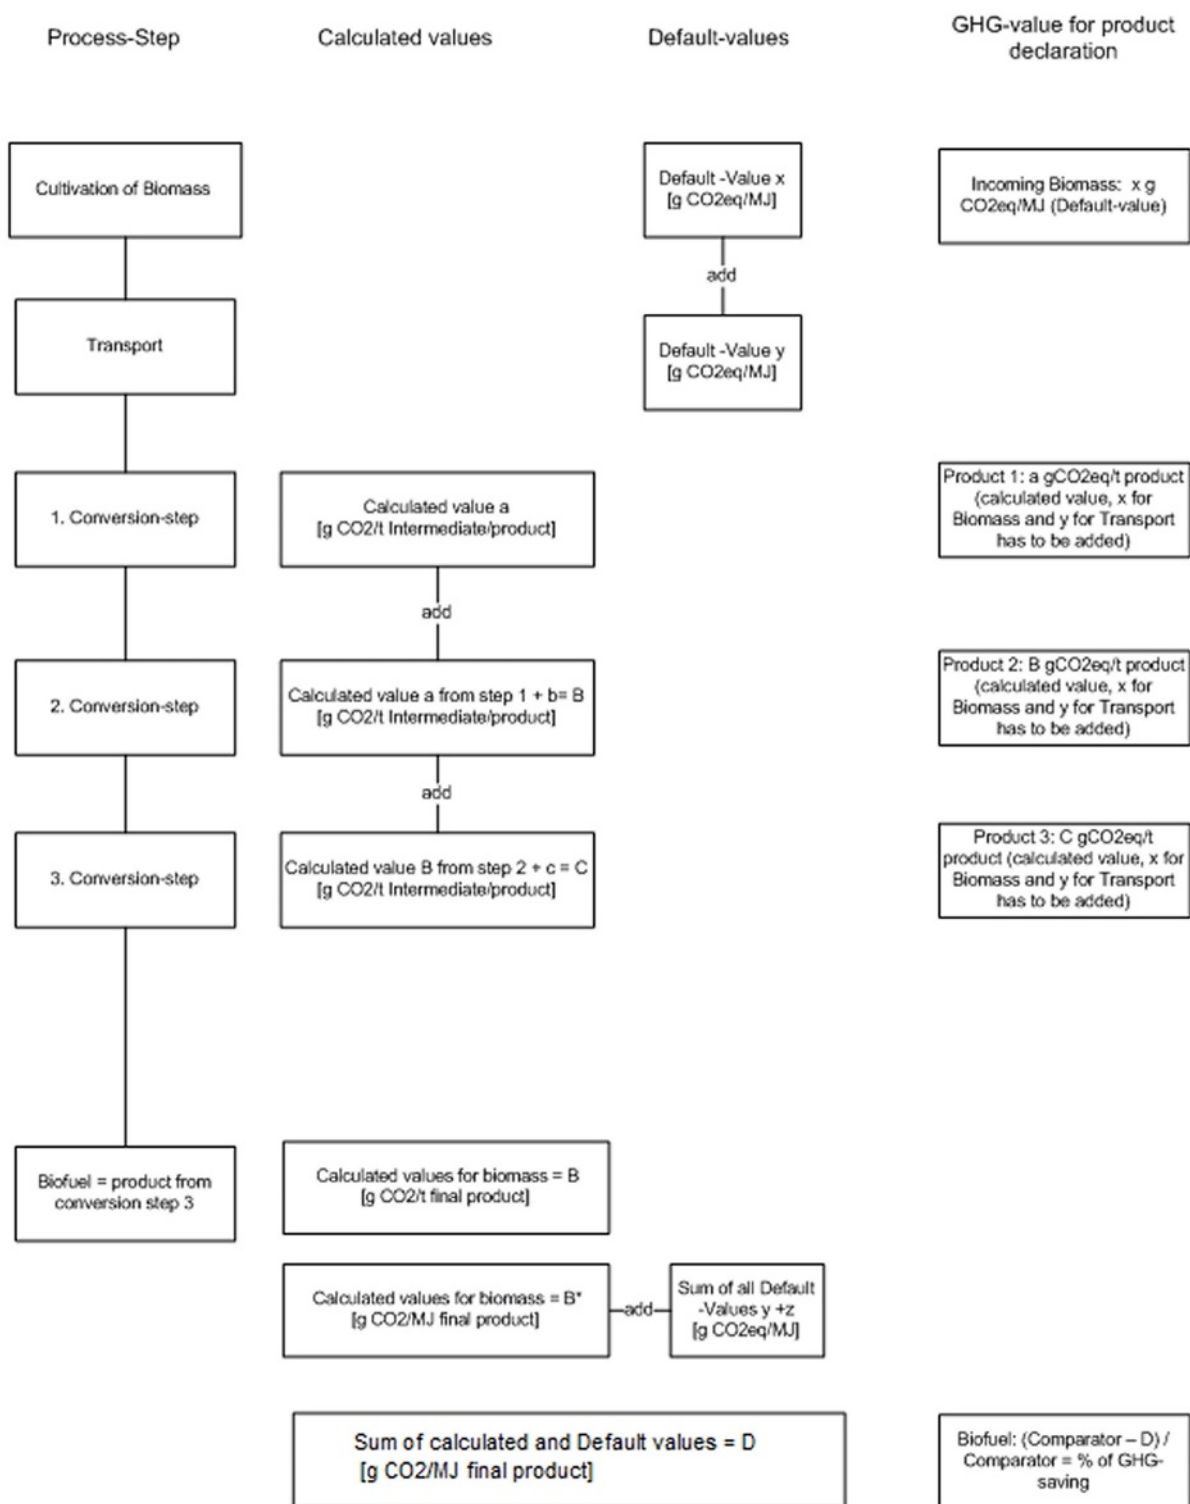 Process-Step
Calculated values
Default-values
GHG-value for product
declaration
Cultivation of Biomass
Default -Value x
[g CO2eq/MJ]
Incoming Biomass: x g
CO2eq/MJ (Default-value)
add
Transport
Default -Value y
[g CO2eq/MJ]
1. Conversion-step
Calculated value a
[g CO2/t Intermediate/product]
Product 1: a gCO2eq/t product
(calculated value, x for
Biomass and y for Transport
has to be added)
add
2. Conversion-step
Calculated value a from step 1 + b= B
[g CO2/t Intermediate/product]
Product 2: B gCO2eq/t product
(calculated value, x for
Biomass and y for Transport
has to be added)
add
3. Conversion-step
Calculated value B from step 2 + c = C
[g CO2/t Intermediate/product]
Product 3: C gCO2eq/t
product (calculated value, x for
Biomass and y for Transport
has to be added)
Biofuel = product from
conversion step 3
Calculated values for biomass = B
[g CO2/t final product]
Calculated values for biomass = B*
[g CO2/MJ final product]
add
Sum of all Default
-Values y +z
[g CO2eq/MJ]
Sum of calculated and Default values = D
[g CO2/MJ final product]
Biofuel: (Comparator – D) /
Comparator = % of GHG-
saving